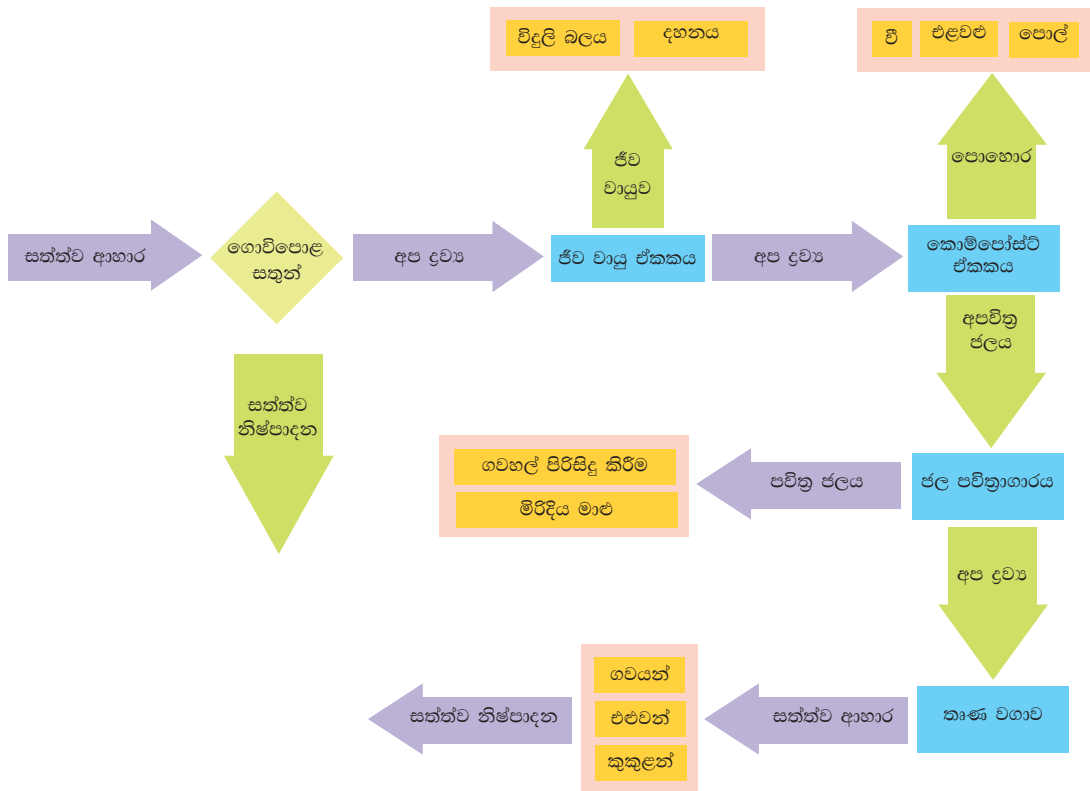 විදුලි බලය
දහනය
වී
එළවළු
පොල්
ජීව
වායුව
පොහොර
සත්ත්ව ආහාර
ගොවිපොළ
සතුන්
අප ද්‍රව්‍ය
ජීව වායු ඒකකය
අප ද්‍රව්‍ය
කොම්පෝස්ට්
ඒකකය
අපවිත්‍ර
ජලය
සත්ත්ව
නිෂ්පාදන
ගවහල් පිරිසිදු කිරීම
මිරිදිය මාළු
පවිත්‍ර ජලය
ජල පවිත්‍රාගාරය
අප ද්‍රව්‍ය
ගවයන්
එළුවන්
කුකුළන්
සත්ත්ව නිෂ්පාදන
සත්ත්ව ආහාර
තෘණ වගාව